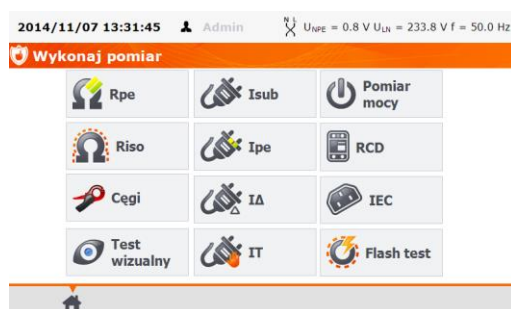 2014/11/07 13:31:45 Admin N L UNPE = 0.8 V ULN = 233.8 V f = 50.0 Hz
Wykonaj pomiar
Rpe
Isub
Pomiar
mocy
Riso
Ipe
RCD
Cęgi
IΔ
IEC
Test
wizualny
IT
Flash test